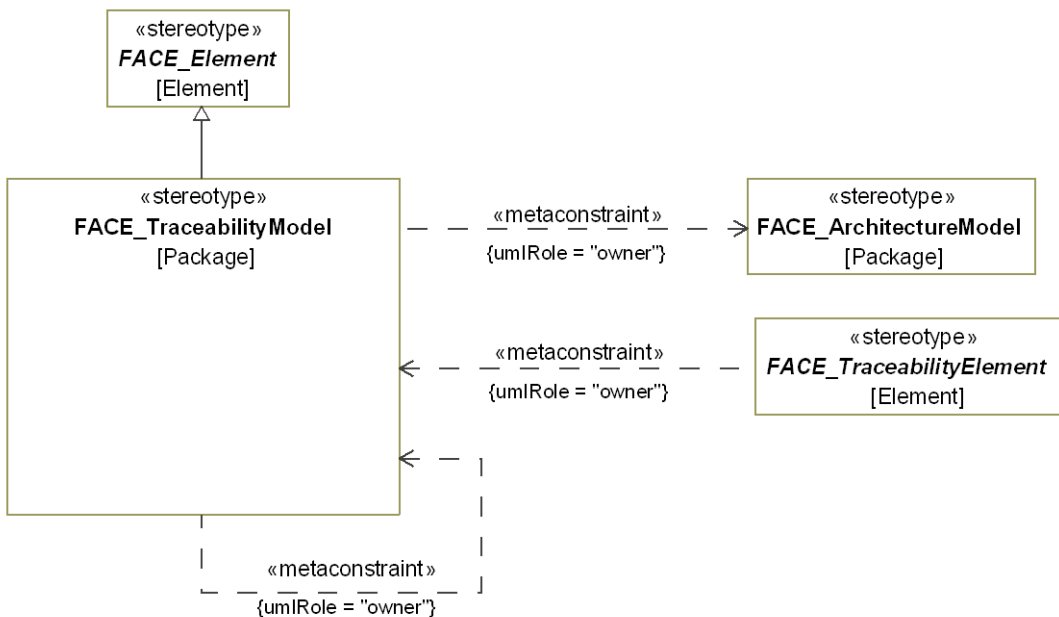 «stereotype»
FACE_Element
[Element]
«stereotype»
FACE_TraceabilityModel
[Package]
«metaconstraint»
{umlRole = "owner"}
«stereotype»
FACE_ArchitectureModel
[Package]
«metaconstraint»
{umlRole = "owner"}
«stereotype»
FACE_TraceabilityElement
[Element]
«metaconstraint»
{umlRole = "owner"}